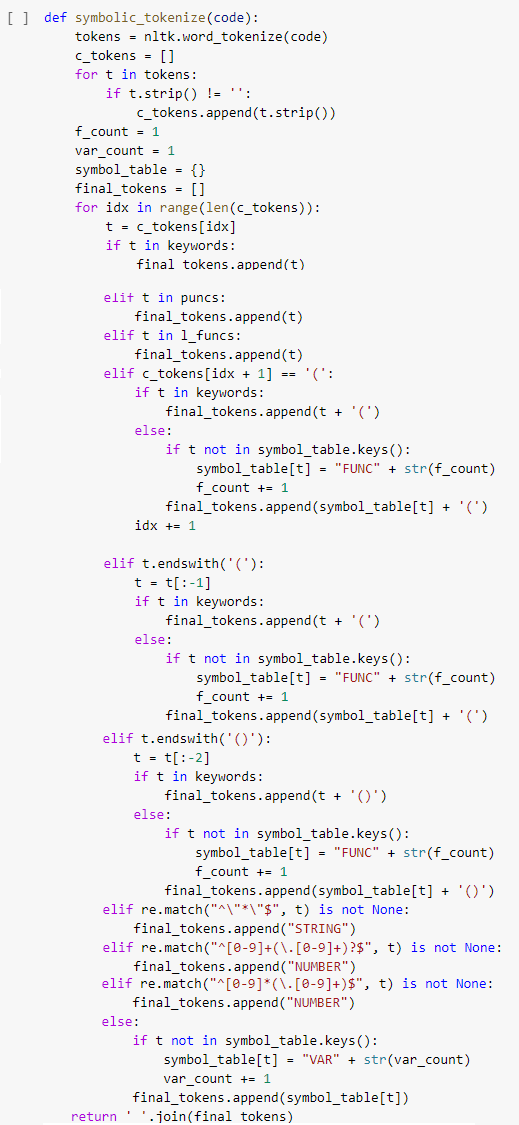 [ ] def symbolic_tokenize(code):
        tokens = nltk.word_tokenize(code)
        c_tokens = []
        for t in tokens:
            if t.strip() != '':
                c_tokens.append(t.strip())
        f_count = 1
        var_count = 1
        symbol_table = {}
        final_tokens = []
        for idx in range(len(c_tokens)):
            t = c_tokens[idx]
            if t in keywords:
                final_tokens.append(t)
            elif t in puncs:
                final_tokens.append(t)
            elif t in l_funcs:
                final_tokens.append(t)
            elif c_tokens[idx + 1] == '(':
                if t in keywords:
                    final_tokens.append(t + '(')
                else:
                    if t not in symbol_table.keys():
                        symbol_table[t] = "FUNC" + str(f_count)
                        f_count += 1
                    final_tokens.append(symbol_table[t] + '(')
                idx += 1
            elif t.endswith('('):
                t = t[:-1]
                if t in keywords:
                    final_tokens.append(t + '(')
                else:
                    if t not in symbol_table.keys():
                        symbol_table[t] = "FUNC" + str(f_count)
                        f_count += 1
                    final_tokens.append(symbol_table[t] + '(')
            elif t.endswith('()'):
                t = t[:-2]
                if t in keywords:
                    final_tokens.append(t + '()')
                else:
                    if t not in symbol_table.keys():
                        symbol_table[t] = "FUNC" + str(f_count)
                        f_count += 1
                    final_tokens.append(symbol_table[t] + '()')
            elif re.match("^\"*\"$", t) is not None:
                final_tokens.append("STRING")
            elif re.match("^[0-9]+(\.[0-9]+)?$", t) is not None:
                final_tokens.append("NUMBER")
            elif re.match("^[0-9]*(\.[0-9]+)$", t) is not None:
                final_tokens.append("NUMBER")
            else:
                if t not in symbol_table.keys():
                    symbol_table[t] = "VAR" + str(var_count)
                    var_count += 1
                final_tokens.append(symbol_table[t])
        return ' '.join(final_tokens)